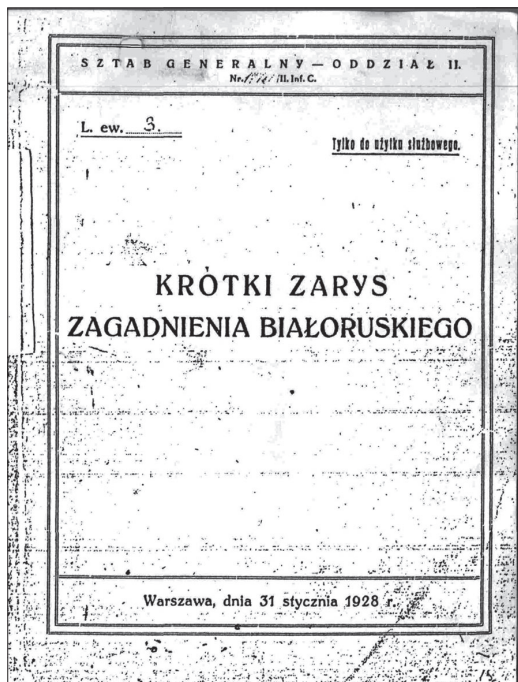 SZTAB GENERALNY — ODDZIAŁ II.
Nr. /II. Inf. C.
L. ew. 3.
Tylko do użytku służbowego.
KRÓTKI ZARYS
ZAGADNIENIA BIAŁORUSKIEGO
Warszawa, dnia 31 stycznia 1928 r.